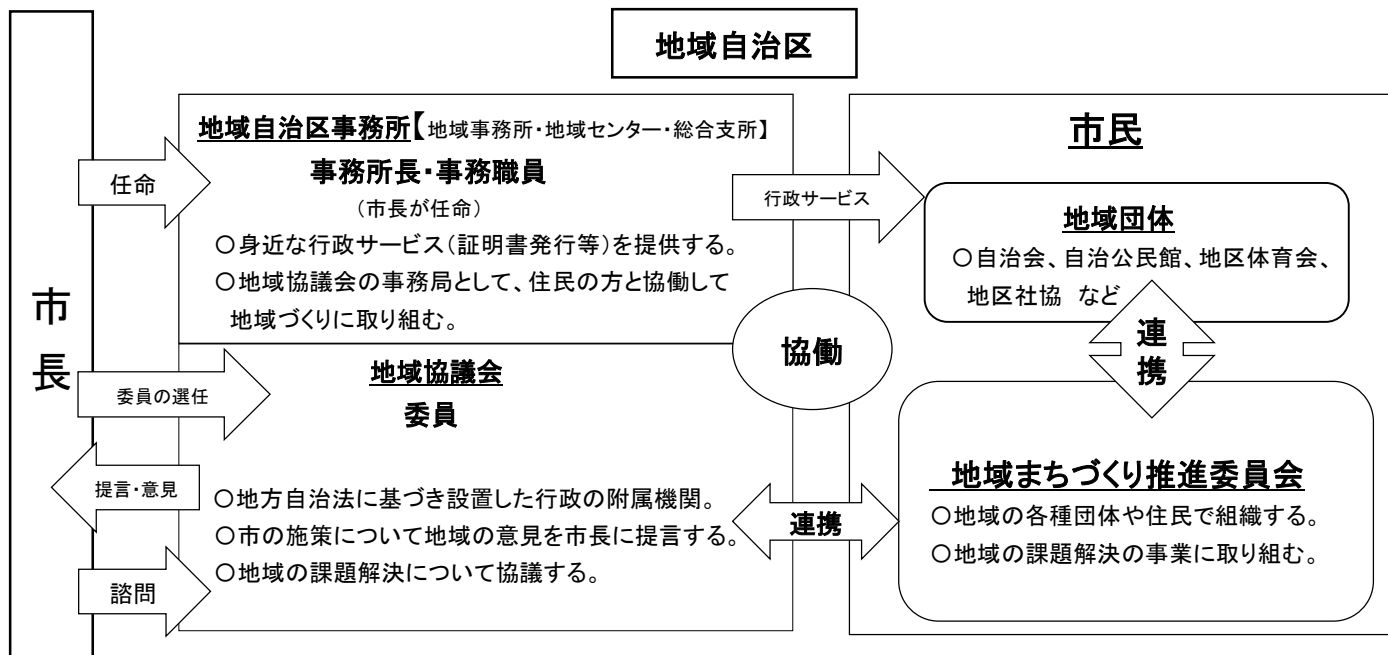 地域自治区
市長
任命
地域自治区事務所【地域事務所・地域センター・総合支所】
事務所長・事務職員
（市長が任命）
○身近な行政サービス（証明書発行等）を提供する。
○地域協議会の事務局として、住民の方と協働して
地域づくりに取り組む。
委員の選任
地域協議会
委員
提言・意見
○地方自治法に基づき設置した行政の附属機関。
○市の施策について地域の意見を市長に提言する。
○地域の課題解決について協議する。
諮問
行政サービス
協働
連携
市民
地域団体
○自治会、自治公民館、地区体育会、
地区社協 など
連携
地域まちづくり推進委員会
○地域の各種団体や住民で組織する。
○地域の課題解決の事業に取り組む。